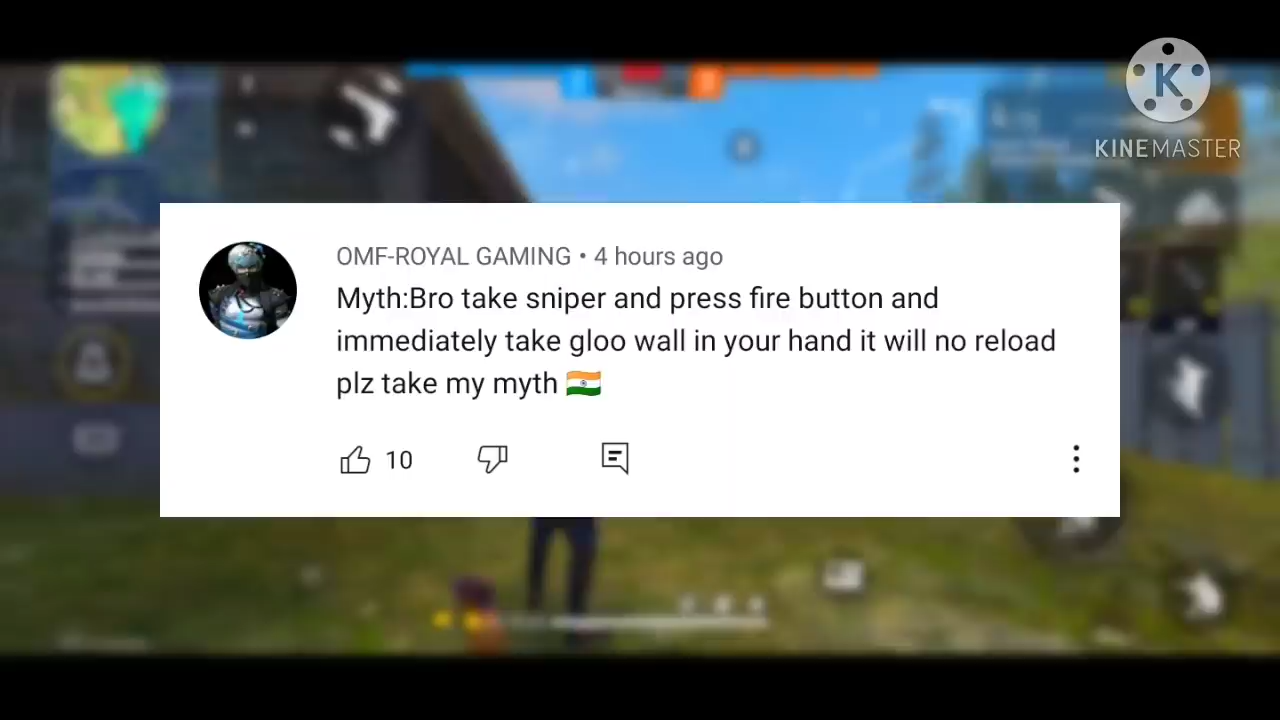 KINEMASTER
OMF-ROYAL GAMING • 4 hours ago
Myth:Bro take sniper and press fire button and
immediately take gloo wall in your hand it will no reload
plz take my myth 🇮🇳
10